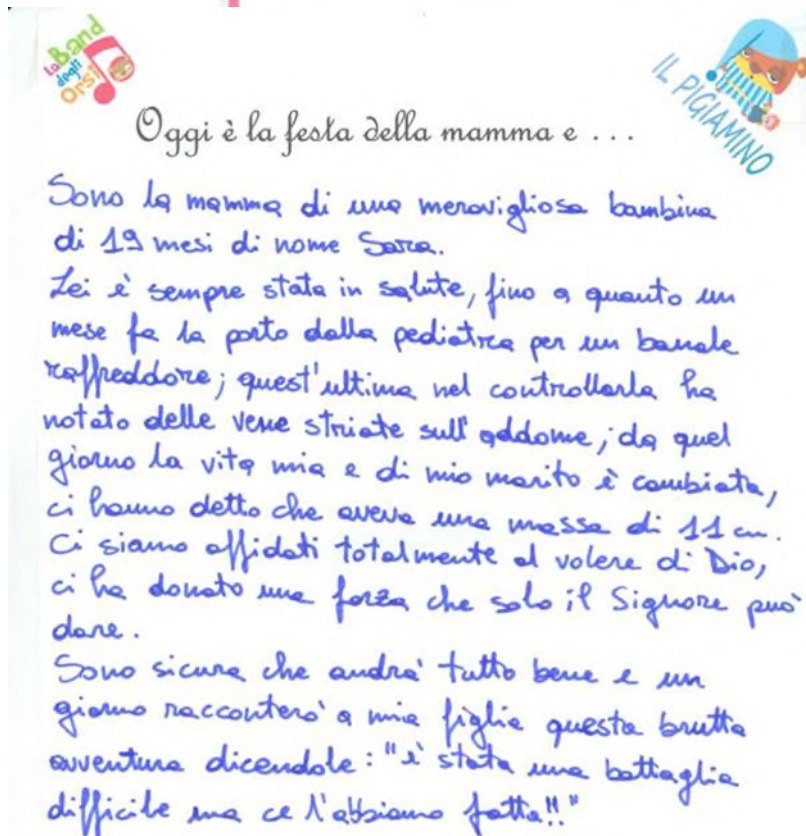 La Band
degli
Orsi
IL PIGIAMINO
Oggi è la festa della mamma e ...
Sono la mamma di una meravigliosa bambina
di 19 mesi di nome Sara.
Lei è sempre stata in salute, fino a quanto un
mese fa la porto dalla pediatra per un banale
raffreddore; quest'ultima nel controllarla ha
notato delle vene striate sull'addome; da quel
giorno la vita mia e di mio marito è cambiata,
ci hanno detto che aveva una massa di 11 cm.
Ci siamo affidati totalmente al volere di Dio,
ci ha donato una forza che solo il Signore può
dare.
Sono sicura che andrà tutto bene e un
giorno racconterò a mia figlia questa brutta
avventura dicendole: "è stata una battaglia
difficile ma ce l'abbiamo fatta!!"